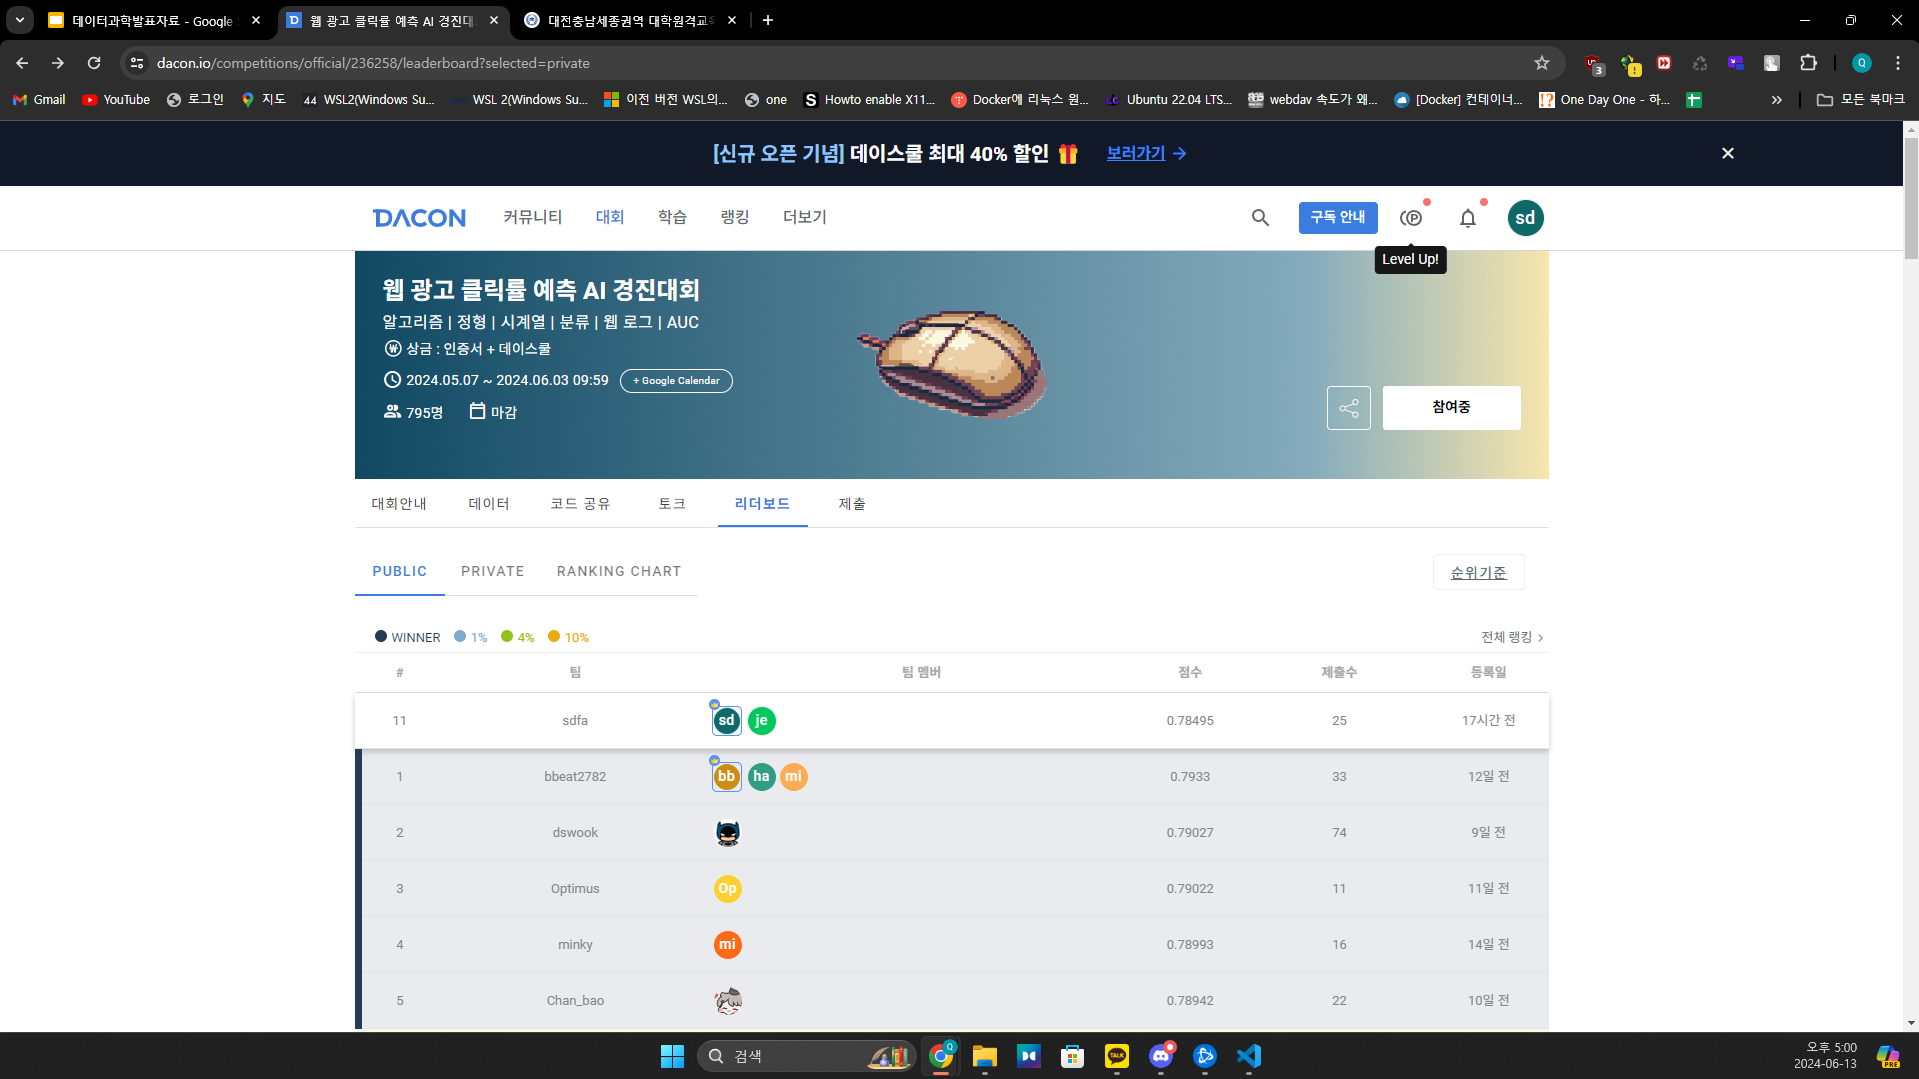 데이터과학발표자료 - Google
웹 광고 클릭률 예측 AI 경진대
대전충남세종권역 대학원격교육
dacon.io/competitions/official/236258/leaderboard?selected=private
3
!
Q
Gmail
YouTube
로그인
지도
44 WSL2(Windows Su...
WSL 2(Windows Su...
이전 버전 WSL의...
one
S Howto enable X11...
Docker에 리눅스 원...
Ubuntu 22.04 LTS...
webdav 속도가 왜...
[Docker] 컨테이너...
One Day One - 하...
모든 북마크
[신규 오픈 기념] 데이스쿨 최대 40% 할인 보러가기
DACON 커뮤니티 대회 학습 랭킹 더보기 구독 안내 P sd
Level Up!
웹 광고 클릭률 예측 AI 경진대회
알고리즘 | 정형 | 시계열 | 분류 | 웹 로그 | AUC
₩ 상금 : 인증서 + 데이스쿨
2024.05.07 ~ 2024.06.03 09:59 + Google Calendar
795명 마감
참여중
대회안내 데이터 코드 공유 토크 리더보드 제출
PUBLIC PRIVATE RANKING CHART 순위기준
WINNER 1% 4% 10% 전체 랭킹
# 팀 팀 멤버 점수 제출수 등록일
11 sdfa sd je 0.78495 25 17시간 전
1 bbeat2782 bb ha mi 0.7933 33 12일 전
2 dswook 0.79027 74 9일 전
3 Optimus Op 0.79022 11 11일 전
4 minky mi 0.78993 16 14일 전
5 Chan_bao 0.78942 22 10일 전
검색
Q
TALK
오후 5:00
2024-06-13
PRE